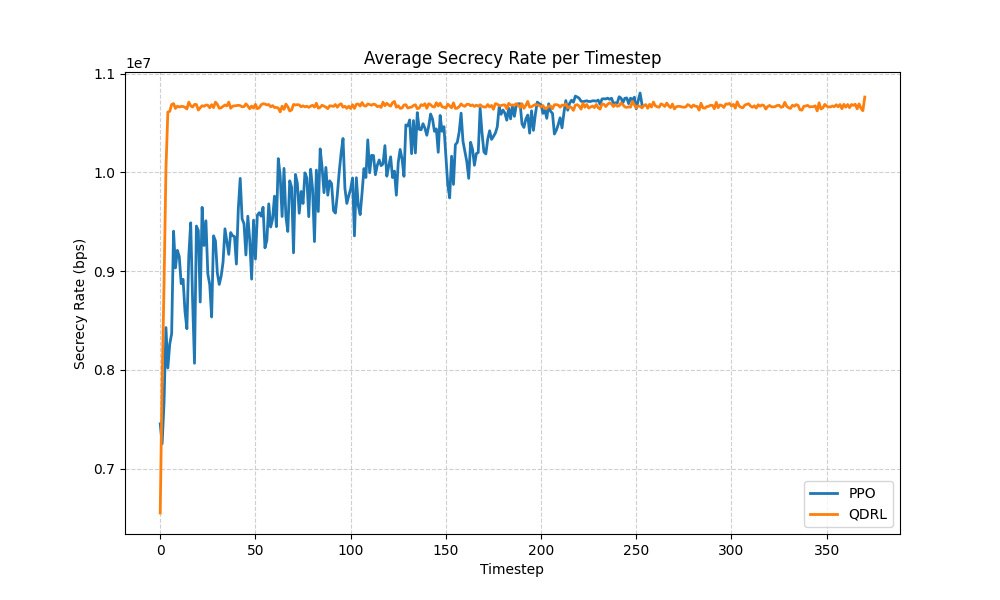 Average Secrecy Rate per Timestep
1e7
1.1
1.0
0.9
0.8
0.7
Secrecy Rate (bps)
0
50
100
150
200
250
300
350
Timestep
PPO
QDRL